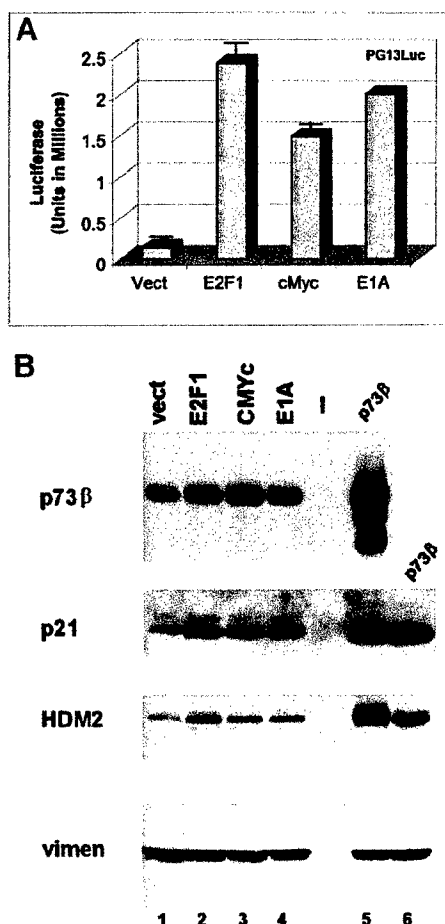 A
PG13Luc
Luciferase
(Units in Millions)
2.5
2
1.5
1
0.5
0
Vect E2F1 cMyc E1A
B
vect E2F1 CMYc E1A – p73β
p73β
p73β
p21
HDM2
vimen
1 2 3 4 5 6